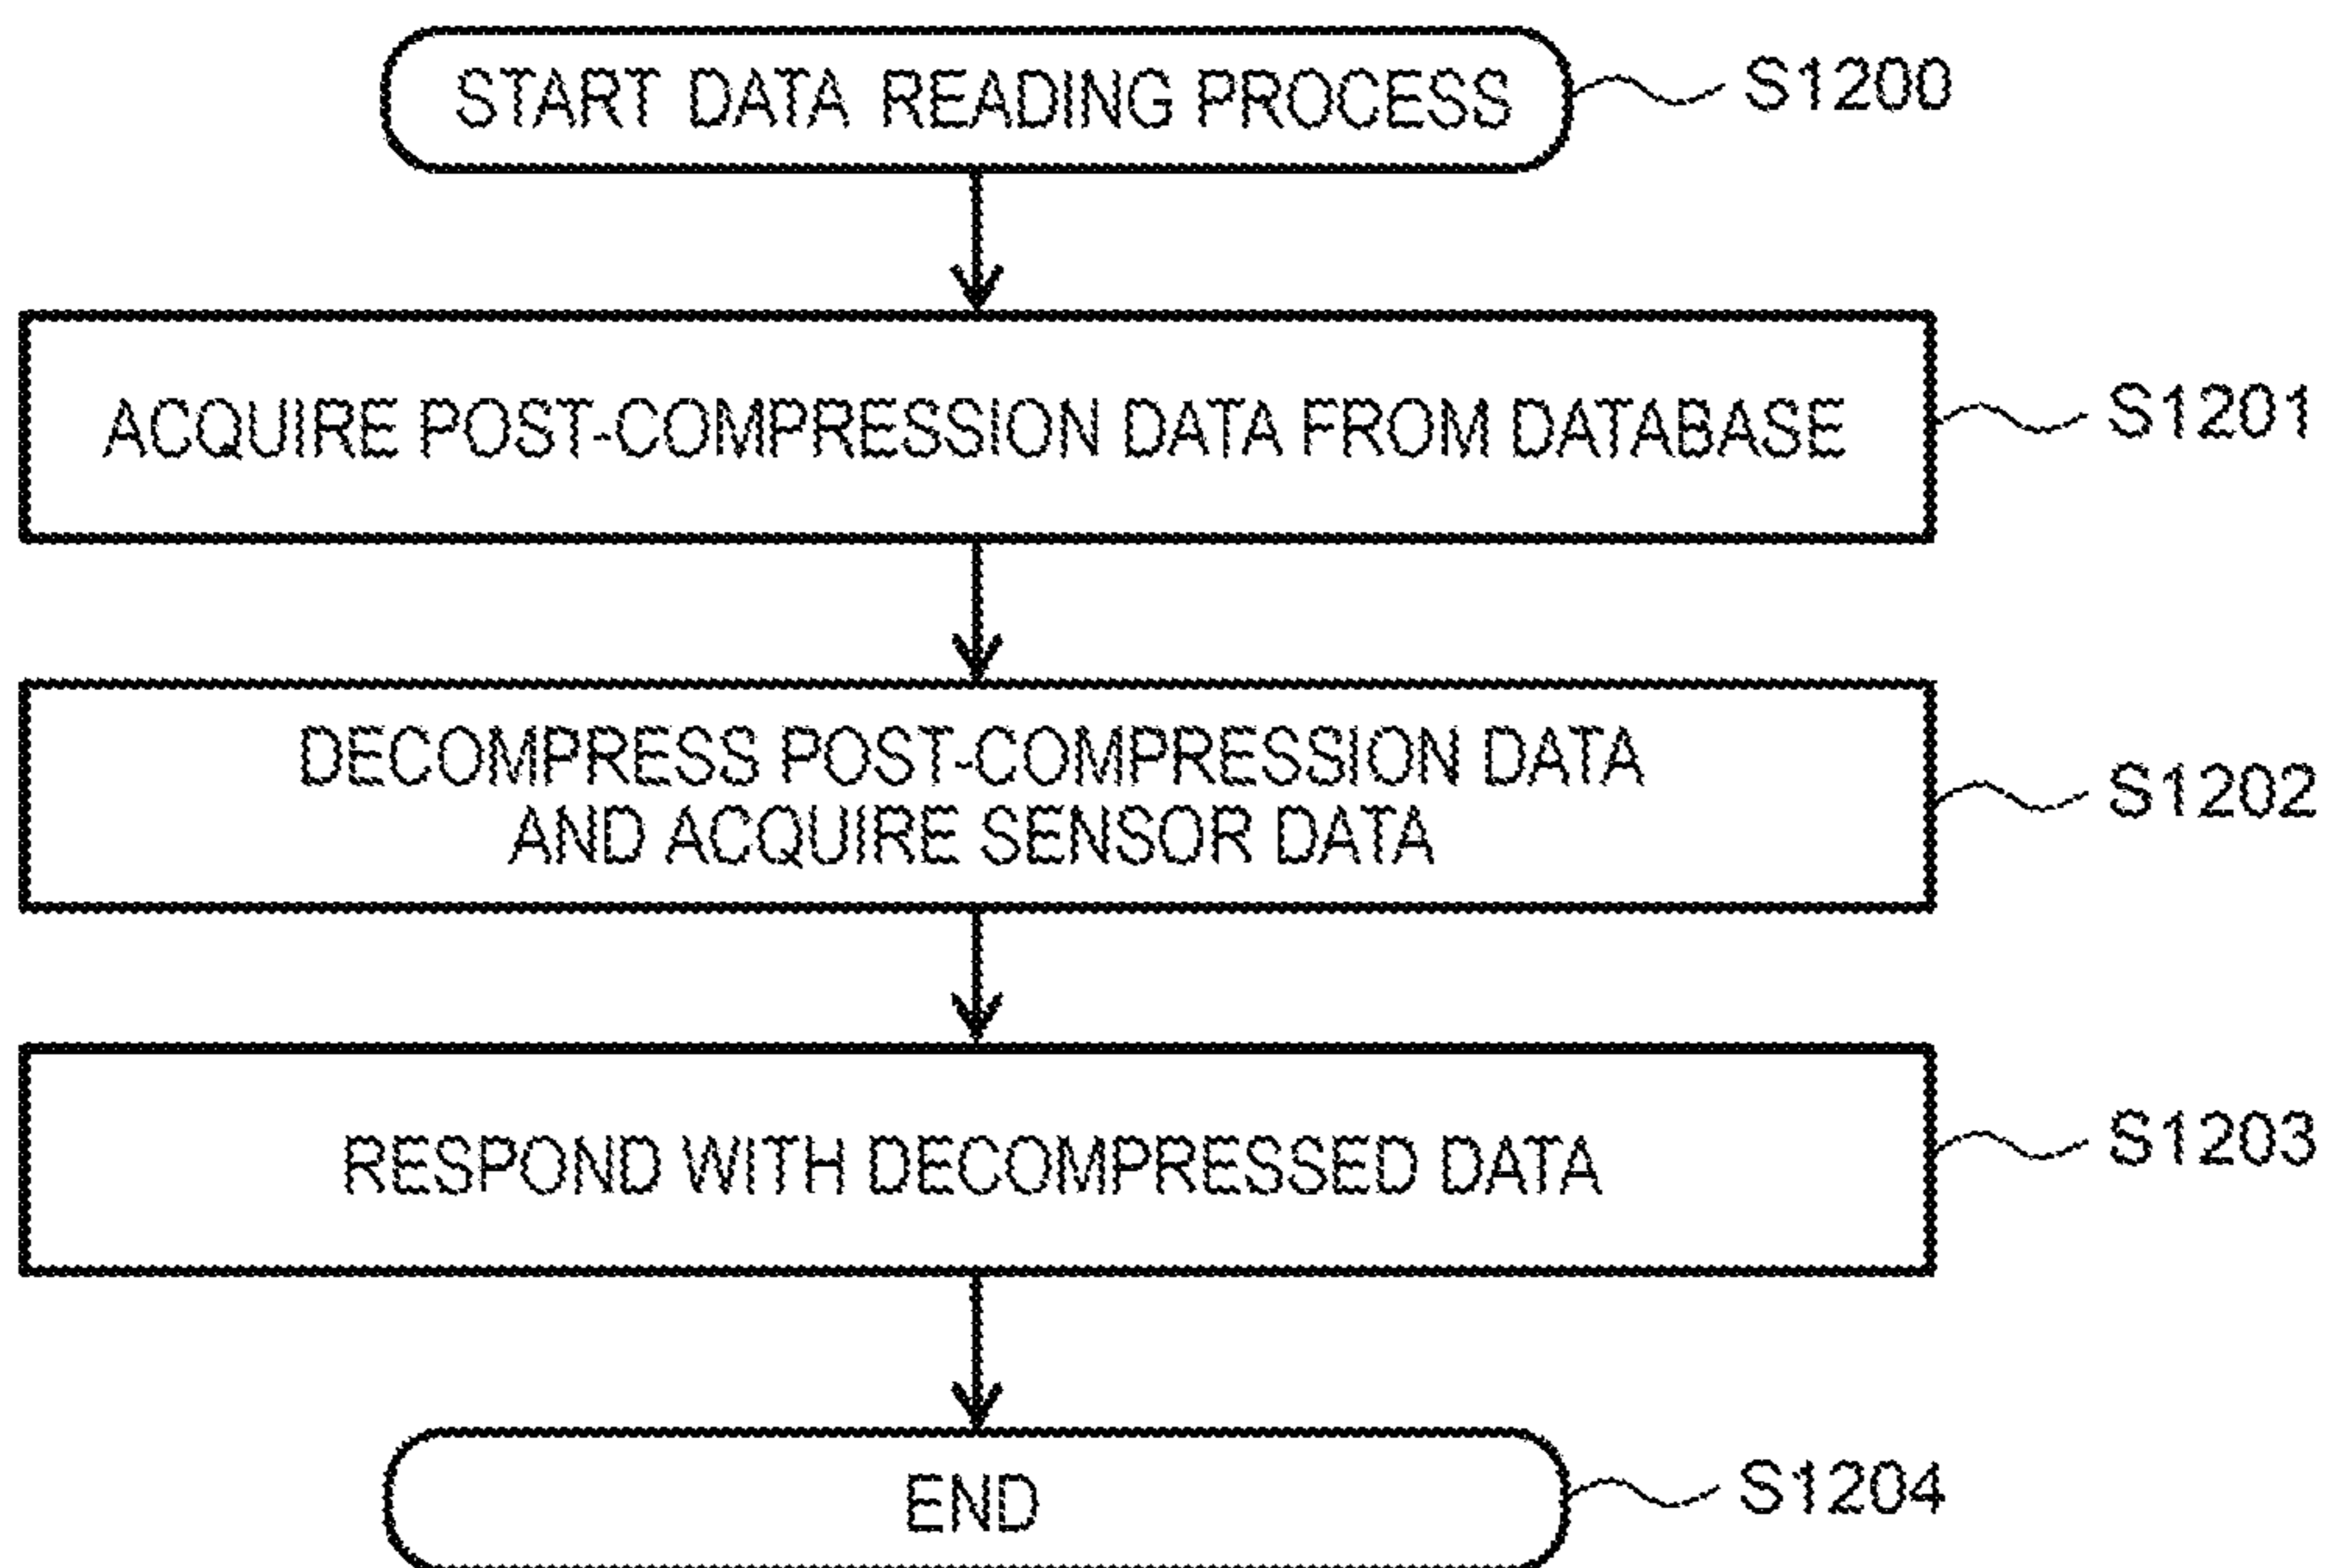 START DATA READING PROCESS
S1200
ACQUIRE POST-COMPRESSION DATA FROM DATABASE
S1201
DECOMPRESS POST-COMPRESSION DATA
AND ACQUIRE SENSOR DATA
S1202
RESPOND WITH DECOMPRESSED DATA
S1203
END
S1204